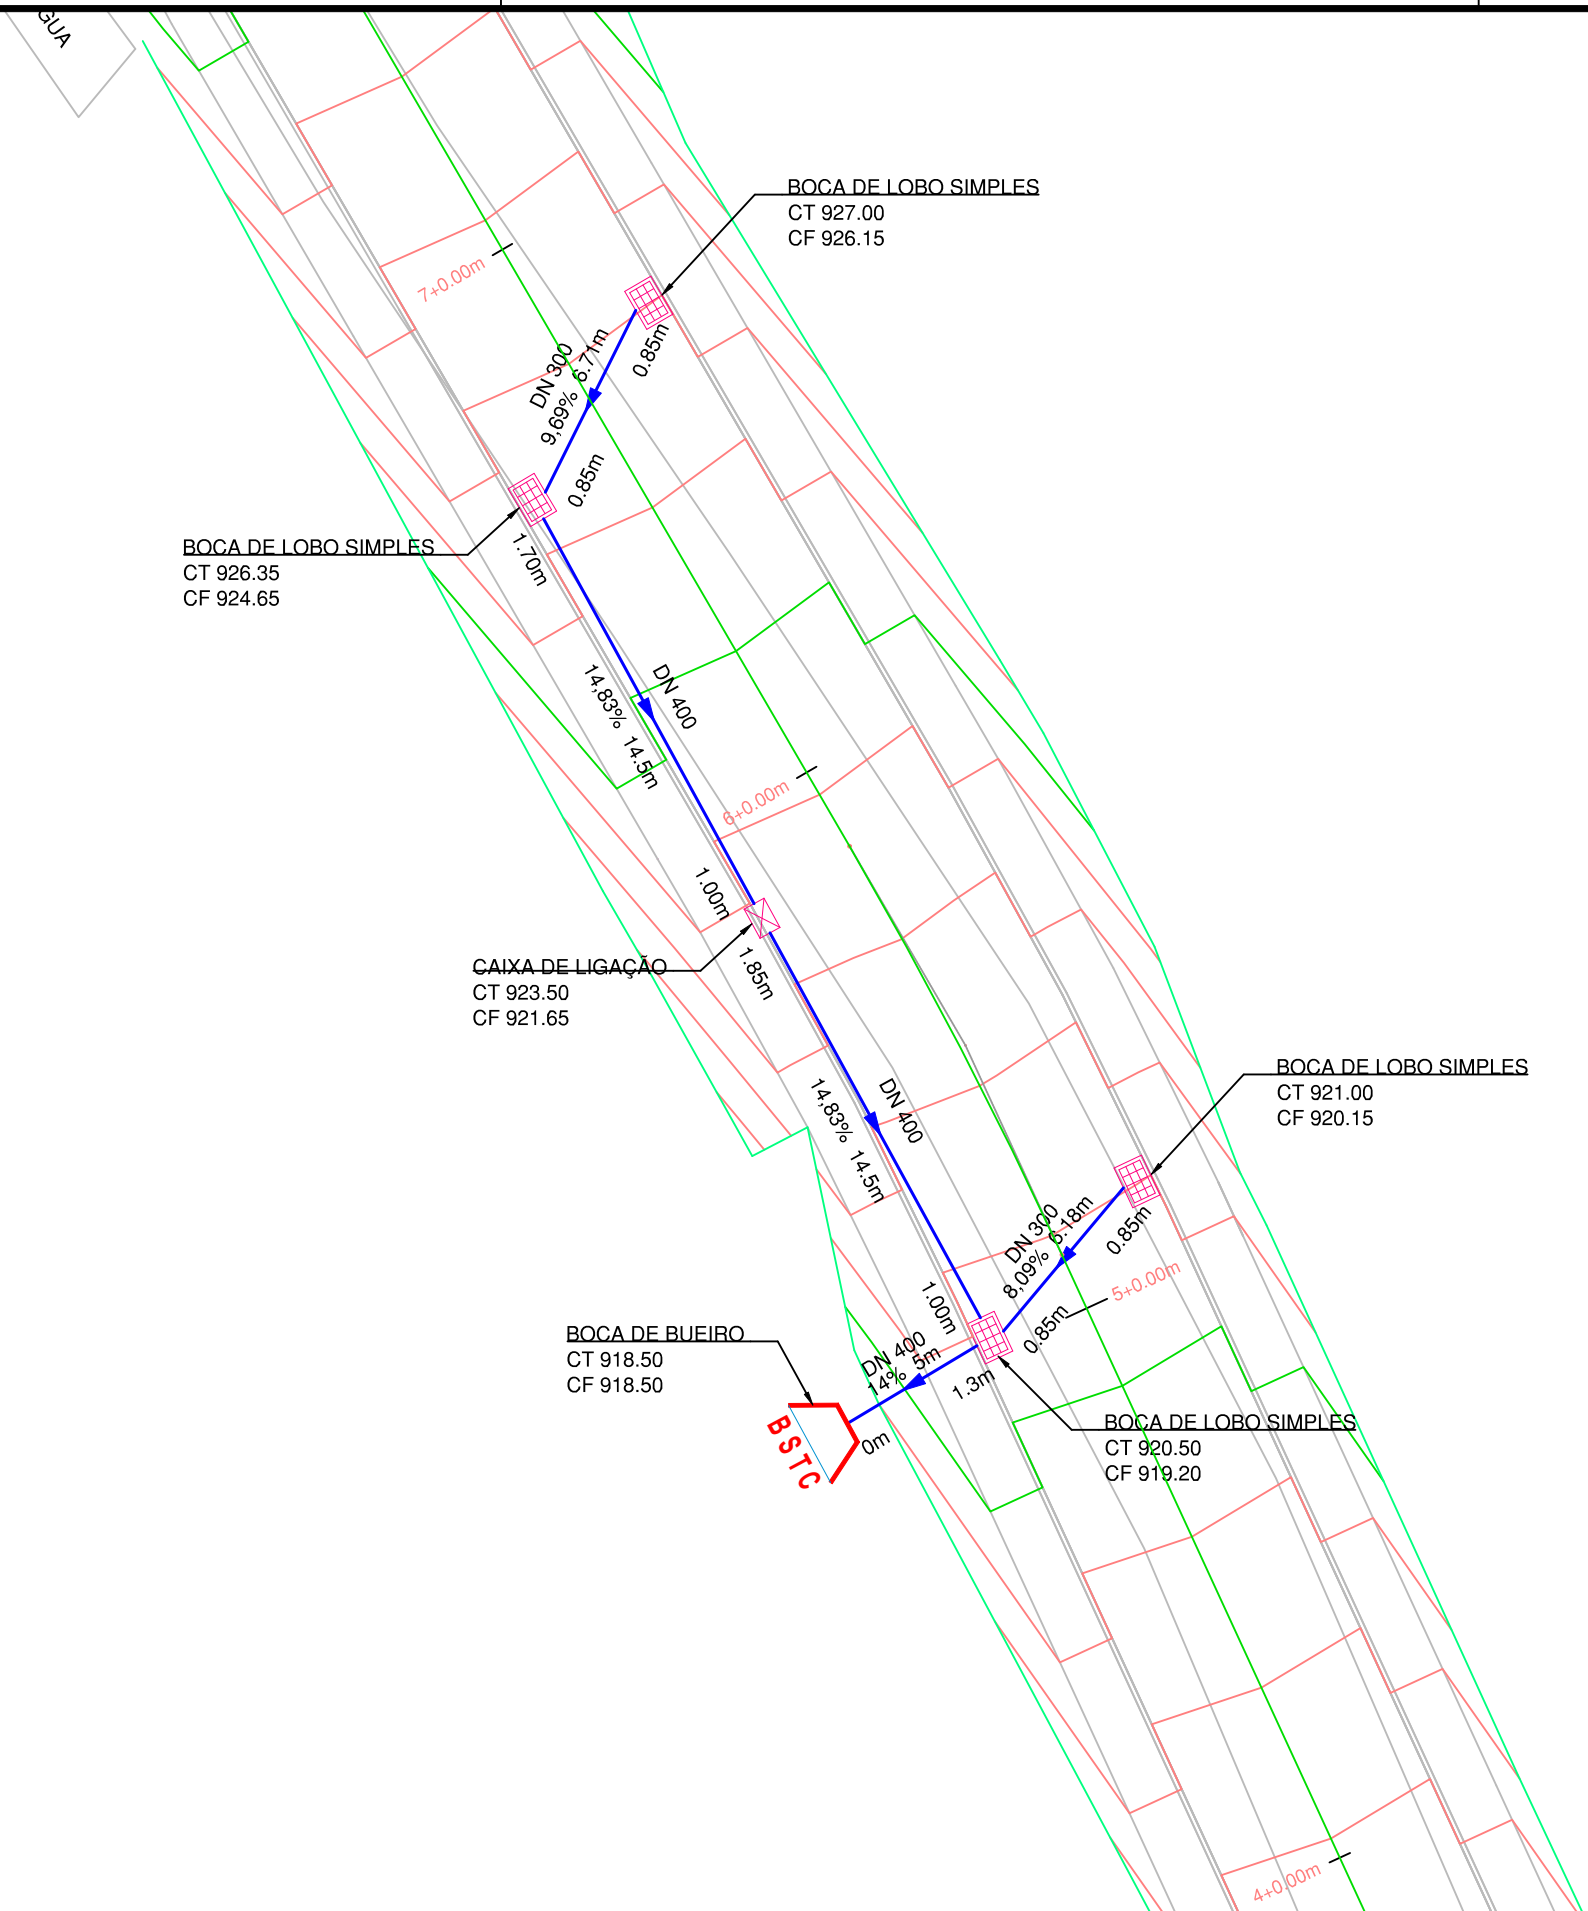 BOCA DE LOBO SIMPLES
CT 927.00
CF 926.15
7+0.00m
DN 300
9,69% 6.71m
0.85m
0.85m
BOCA DE LOBO SIMPLES
CT 926.35
CF 924.65
1.70m
DN 400
14,83% 14.5m
6+0.00m
1.00m
CAIXA DE LIGAÇÃO
CT 923.50
CF 921.65
1.85m
DN 400
14,83% 14.5m
BOCA DE LOBO SIMPLES
CT 921.00
CF 920.15
DN 300
8,09% 6.18m
0.85m
0.85m
5+0.00m
1.00m
BOCA DE BUEIRO
CT 918.50
CF 918.50
DN 400
14% 5m
1.3m
0m
BSTC
BOCA DE LOBO SIMPLES
CT 920.50
CF 919.20
4+0.00m